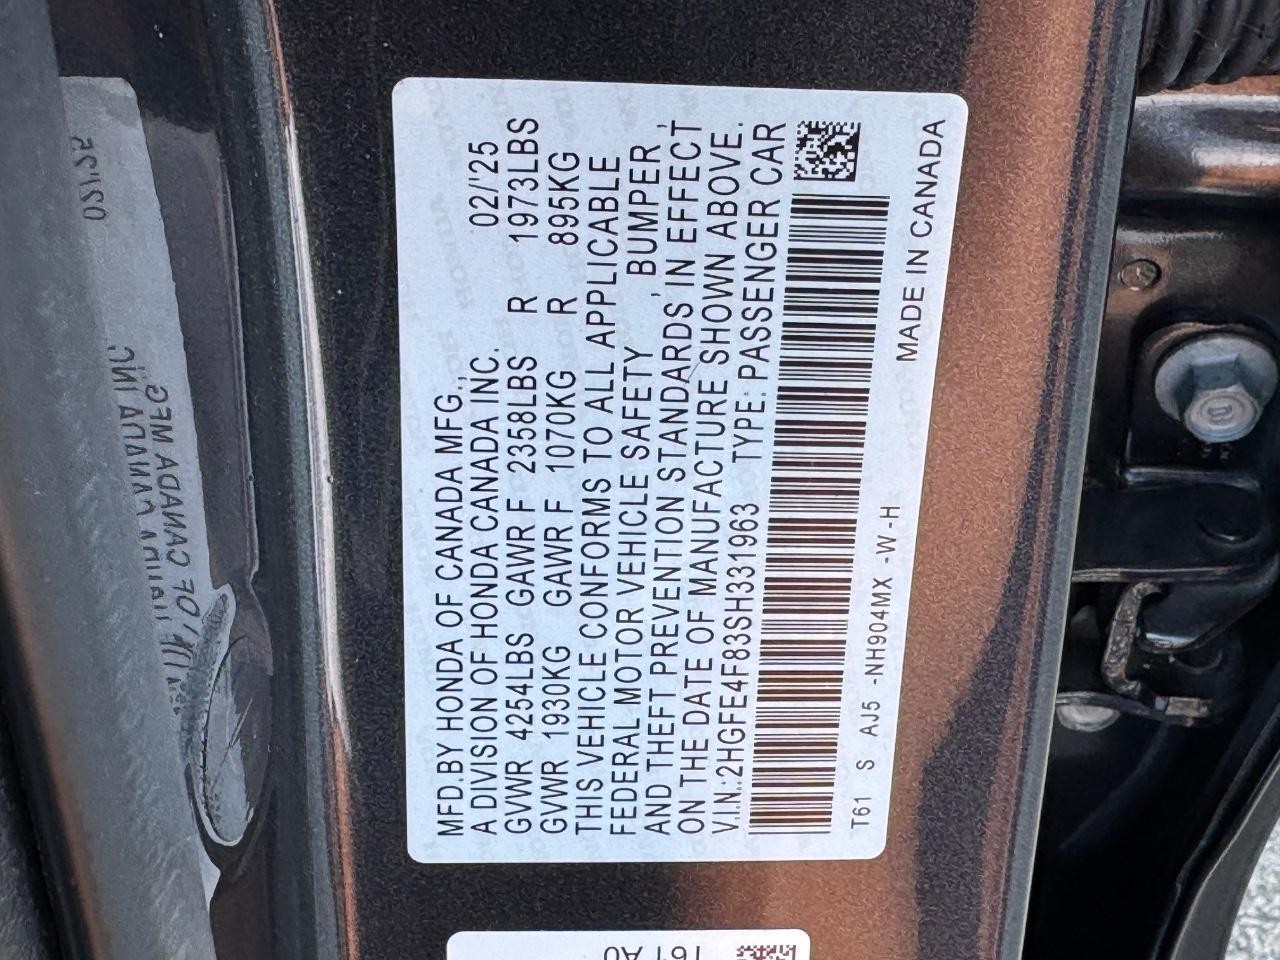 MFD.BY HONDA OF CANADA MFG.,
A DIVISION OF HONDA CANADA INC. 02/'25
GVWR 4254LBS GAWR F 2358LBS R 1973LBS
GVWR 1930KG GAWR F 1070KG R 895KG
THIS VEHICLE CONFORMS TO ALL APPLICABLE
FEDERAL MOTOR VEHICLE SAFETY, BUMPER,
AND THEFT PREVENTION STANDARDS IN EFFECT
ON THE DATE OF MANUFACTURE SHOWN ABOVE.
V.I.N.:2HGFE4F83SH331963 TYPE: PASSENGER CAR
T61 S AJ5 -NH904MX -W-H MADE IN CANADA